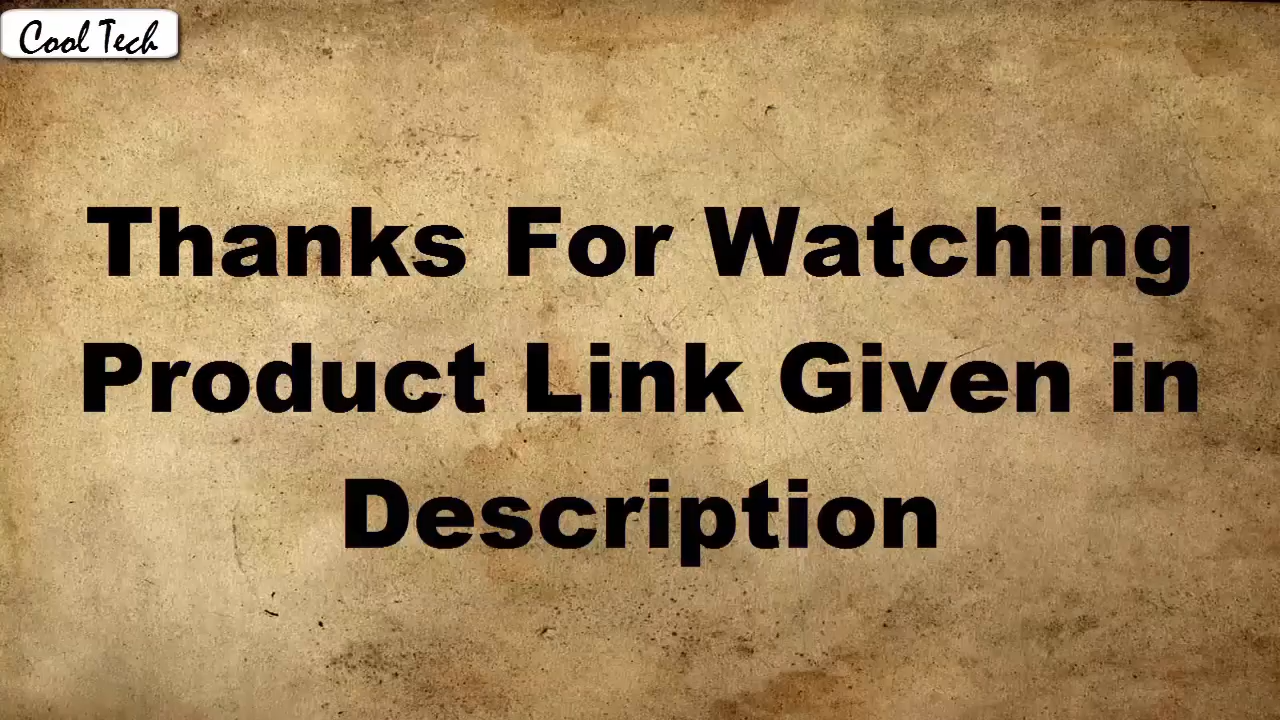 Cool Tech
Thanks For Watching
Product Link Given in
Description